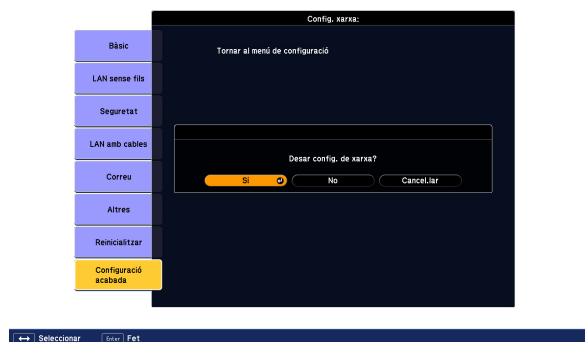 Config. xarxa:
Bàsic
Tornar al menú de configuració
LAN sense fils
Seguretat
LAN amb cables
Desar config. de xarxa?
Sí
No
Cancel.lar
Correu
Altres
Reinicialitzar
Configuració
acabada
Seleccionar
Enter Fet